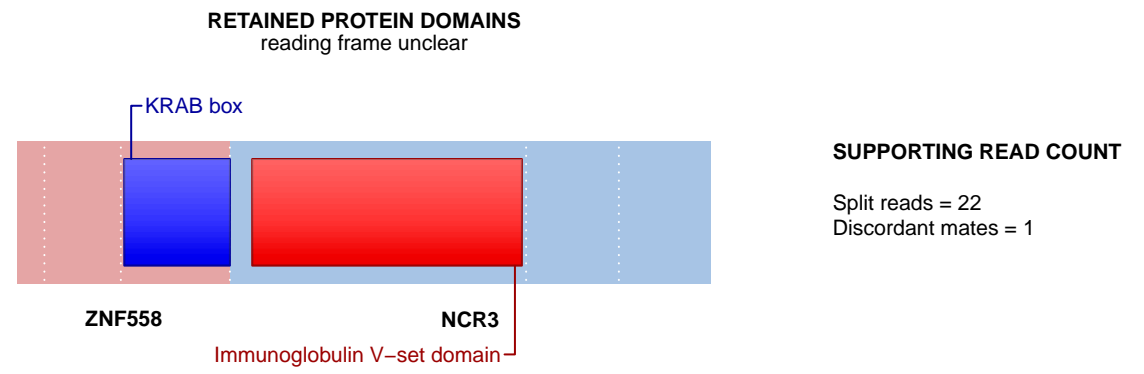 RETAINED PROTEIN DOMAINS
reading frame unclear
KRAB box
SUPPORTING READ COUNT
Split reads = 22
Discordant mates = 1
ZNF558
NCR3
Immunoglobulin V−set domain